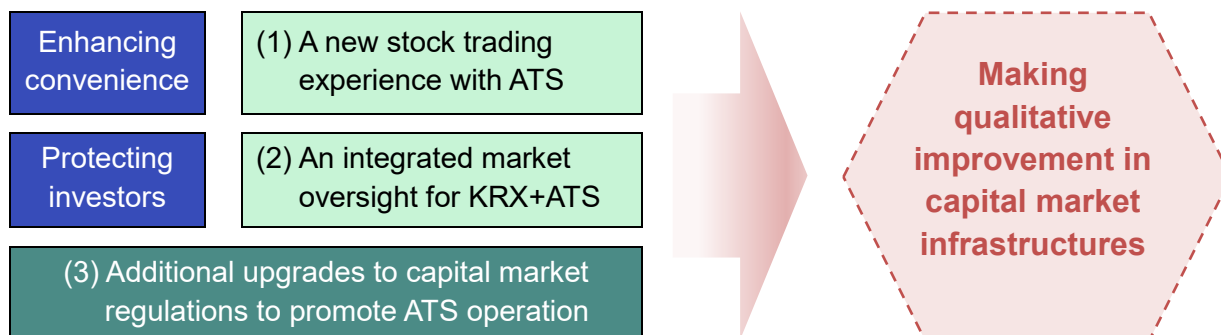 Enhancing
convenience
(1) A new stock trading
experience with ATS
Protecting
investors
(2) An integrated market
oversight for KRX+ATS
(3) Additional upgrades to capital market
regulations to promote ATS operation
Making
qualitative
improvement in
capital market
infrastructures